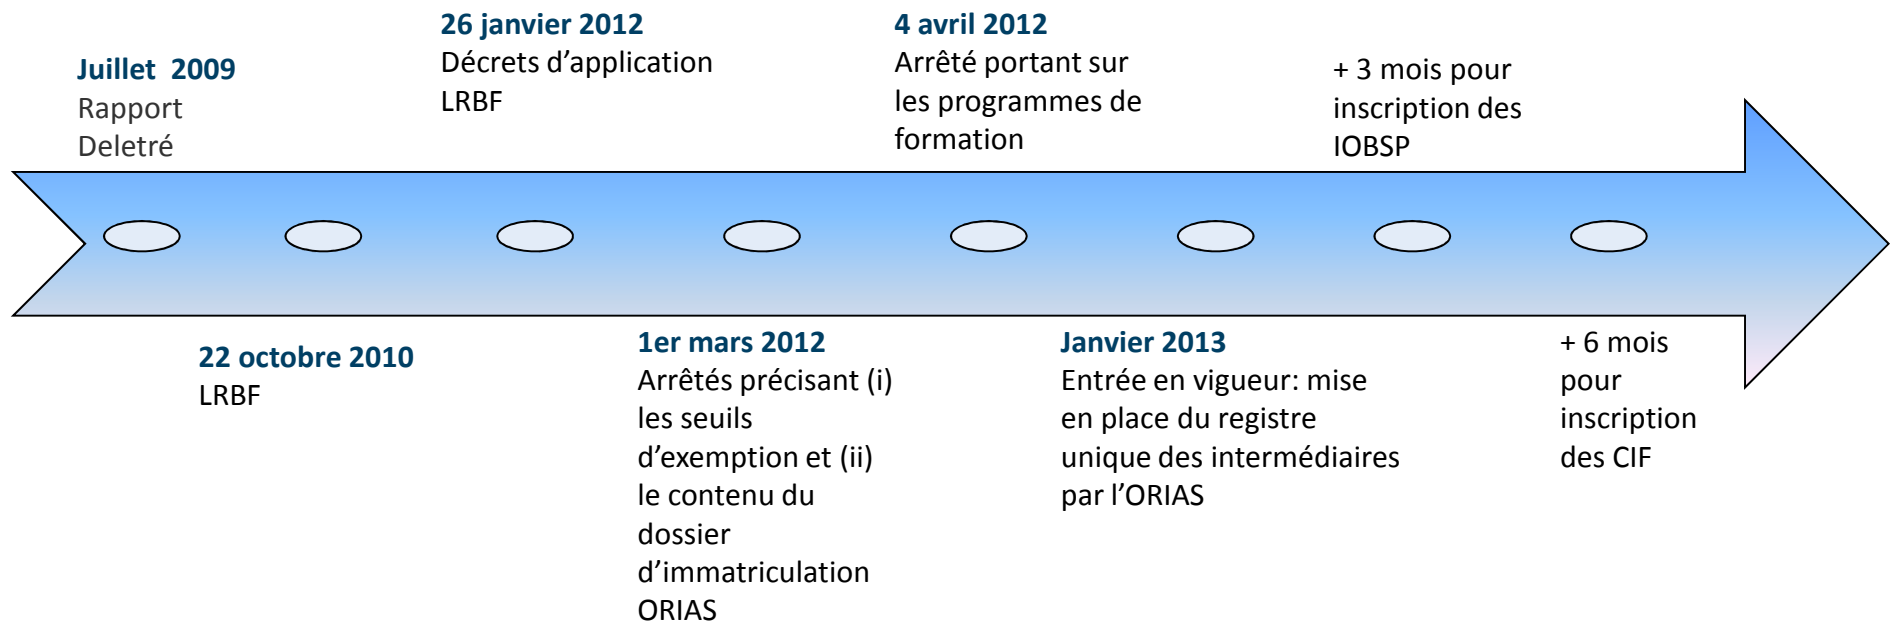 Juillet 2009
Rapport
Deletré
22 octobre 2010
LRBF
26 janvier 2012
Décrets d’application
LRBF
1er mars 2012
Arrêtés précisant (i)
les seuils
d’exemption et (ii)
le contenu du
dossier
d’immatriculation
ORIAS
4 avril 2012
Arrêté portant sur
les programmes de
formation
Janvier 2013
Entrée en vigueur: mise
en place du registre
unique des intermédiaires
par l’ORIAS
+ 3 mois pour
inscription des
IOBSP
+ 6 mois
pour
inscription
des CIF